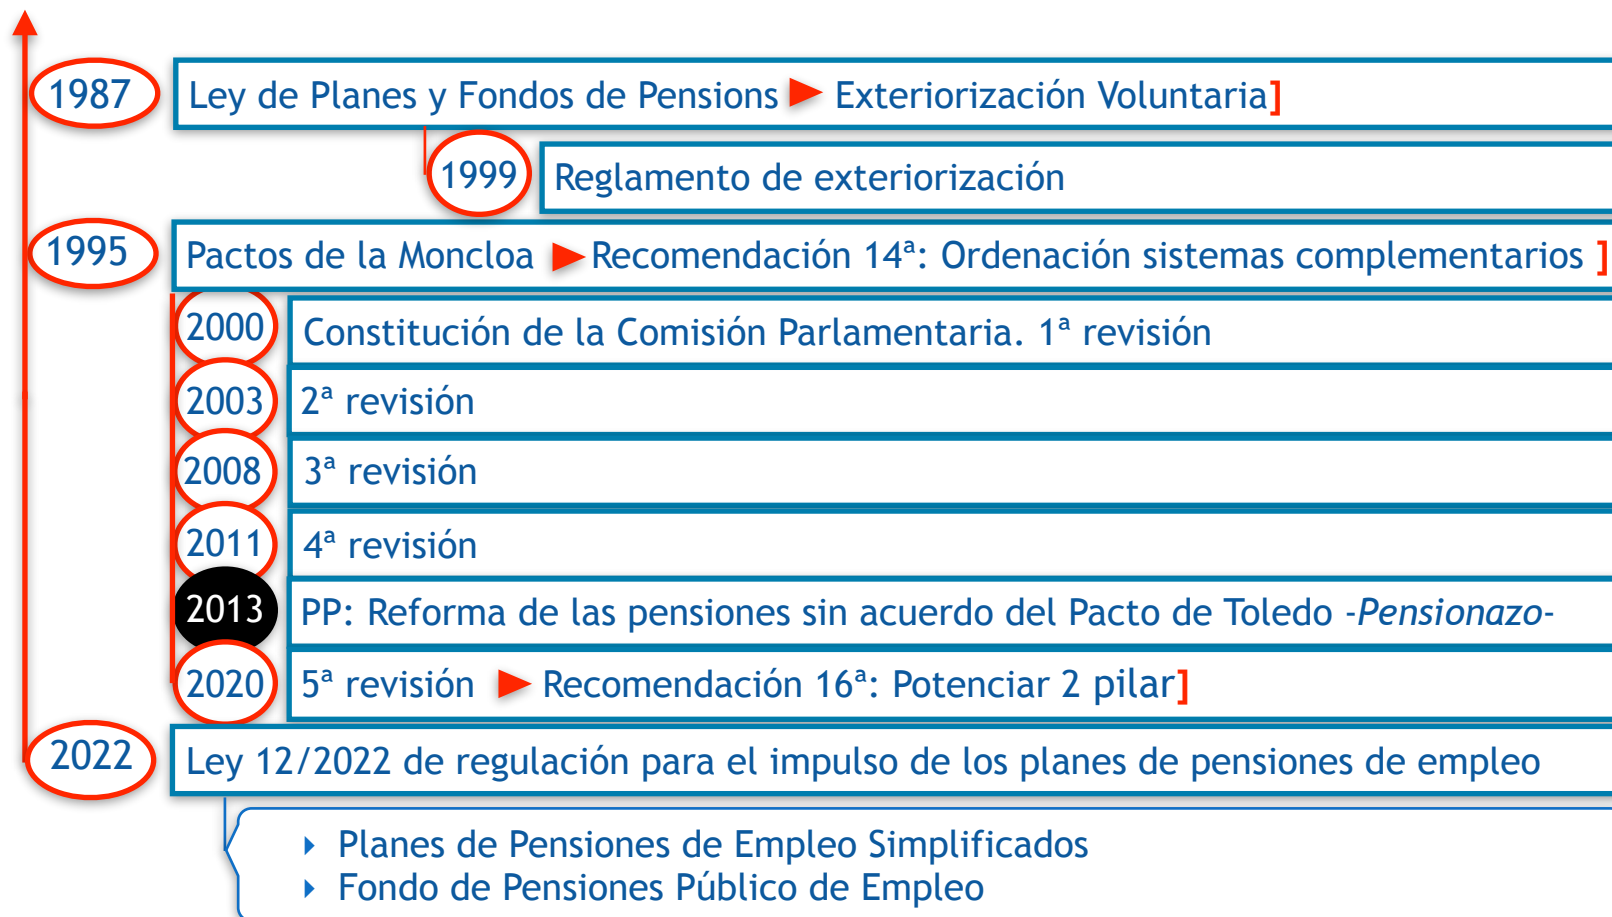 1987 Ley de Planes y Fondos de Pensions ► Exteriorización Voluntaria]
1999 Reglamento de exteriorización
1995 Pactos de la Moncloa ► Recomendación 14ª: Ordenación sistemas complementarios ]
2000 Constitución de la Comisión Parlamentaria. 1ª revisión
2003 2ª revisión
2008 3ª revisión
2011 4ª revisión
2013 PP: Reforma de las pensiones sin acuerdo del Pacto de Toledo -Pensionazo-
2020 5ª revisión ► Recomendación 16ª: Potenciar 2 pilar]
2022 Ley 12/2022 de regulación para el impulso de los planes de pensiones de empleo
‣ Planes de Pensiones de Empleo Simplificados
‣ Fondo de Pensiones Público de Empleo